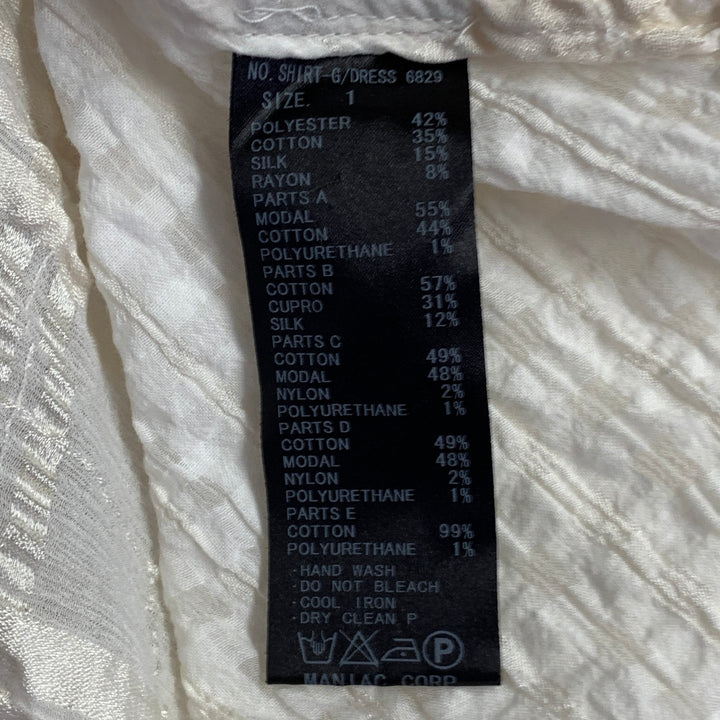 NO. SHIRT-G/DRESS 6829
SIZE. 1
POLYESTER 42%
COTTON 35%
SILK 15%
RAYON 8%
PARTS A
MODAL 55%
COTTON 44%
POLYURETHANE 1%
PARTS B
COTTON 57%
CUPRO 31%
SILK 12%
PARTS C
COTTON 49%
MODAL 48%
NYLON 2%
POLYURETHANE 1%
PARTS D
COTTON 49%
MODAL 48%
NYLON 2%
POLYURETHANE 1%
PARTS E
COTTON 99%
POLYURETHANE 1%
·HAND WASH
·DO NOT BLEACH
·COOL IRON
·DRY CLEAN P
P
MANIAC CORP